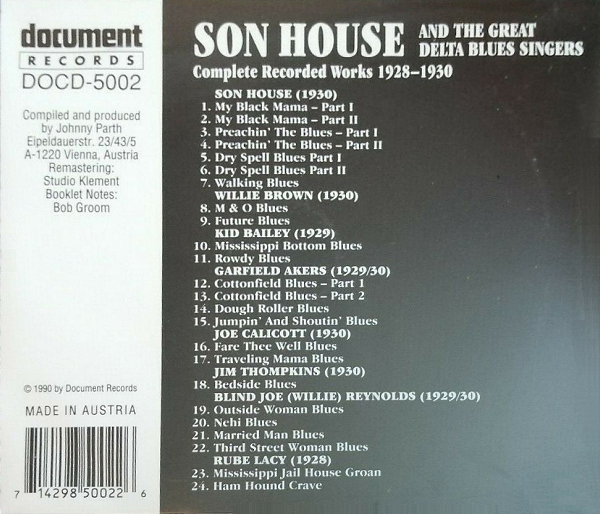 document
RECORDS
DOCD-5002
Compiled and produced
by Johnny Parth
Eipeldauerstr. 23/43/5
A-1220 Vienna, Austria
Remastering:
Studio Klement
Booklet Notes:
Bob Groom
© 1990 by Document Records
MADE IN AUSTRIA
7 14298 50022 6
SON HOUSE AND THE GREAT
DELTA BLUES SINGERS
Complete Recorded Works 1928–1930
SON HOUSE (1930)
1. My Black Mama – Part I
2. My Black Mama – Part II
3. Preachin' The Blues – Part I
4. Preachin' The Blues – Part II
5. Dry Spell Blues Part I
6. Dry Spell Blues Part II
7. Walking Blues
WILLIE BROWN (1930)
8. M & O Blues
9. Future Blues
KID BAILEY (1929)
10. Mississippi Bottom Blues
11. Rowdy Blues
GARFIELD AKERS (1929/30)
12. Cottonfield Blues – Part 1
13. Cottonfield Blues – Part 2
14. Dough Roller Blues
15. Jumpin' And Shoutin' Blues
JOE CALICOTT (1930)
16. Fare Thee Well Blues
17. Traveling Mama Blues
JIM THOMPKINS (1930)
18. Bedside Blues
BLIND JOE (WILLIE) REYNOLDS (1929/30)
19. Outside Woman Blues
20. Nehi Blues
21. Married Man Blues
22. Third Street Woman Blues
RUBE LACY (1928)
23. Mississippi Jail House Groan
24. Ham Hound Crave